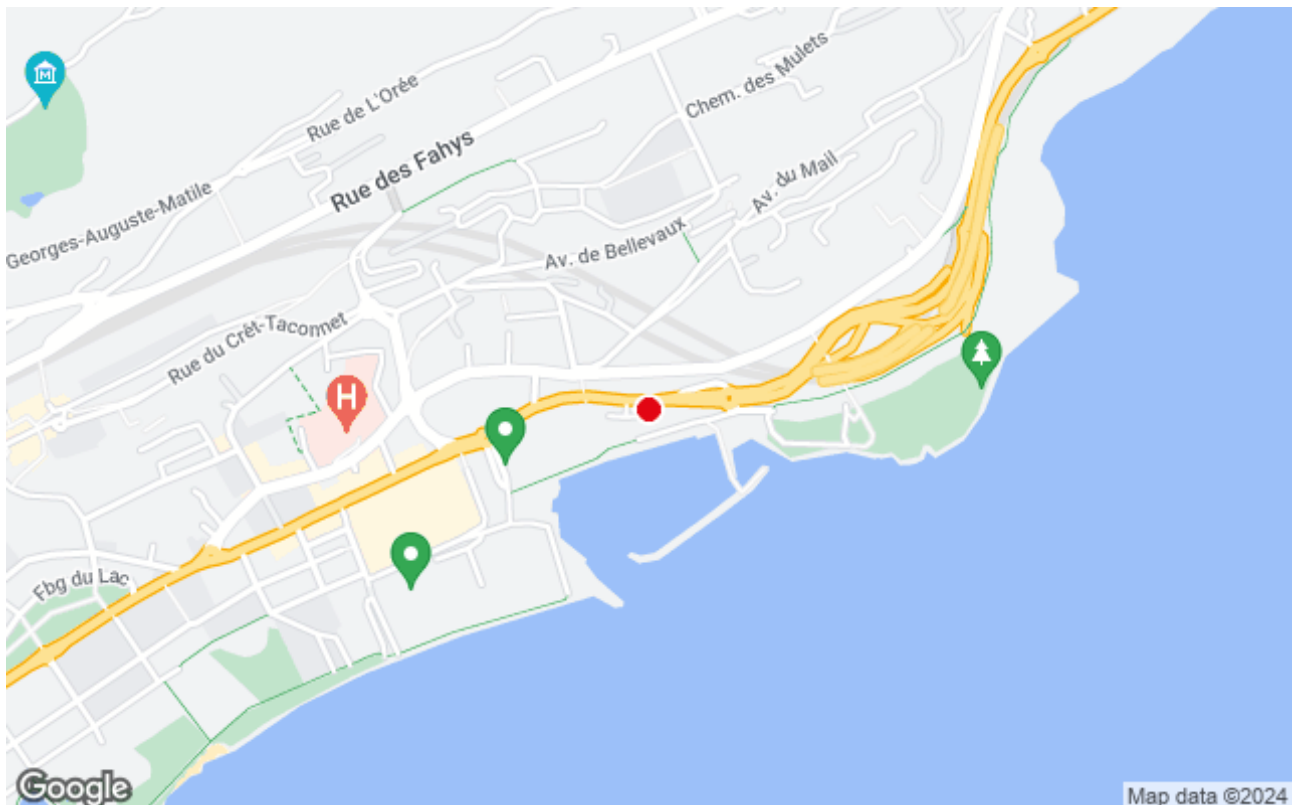 Chem. des Mulets
Rue de L'Orée
Rue des Fahys
Av. du Mail
Georges-Auguste-Matile
Av. de Bellevaux
Rue du Crêt-Taconnet
H
Fbg du Lac
Google
Map data ©2024